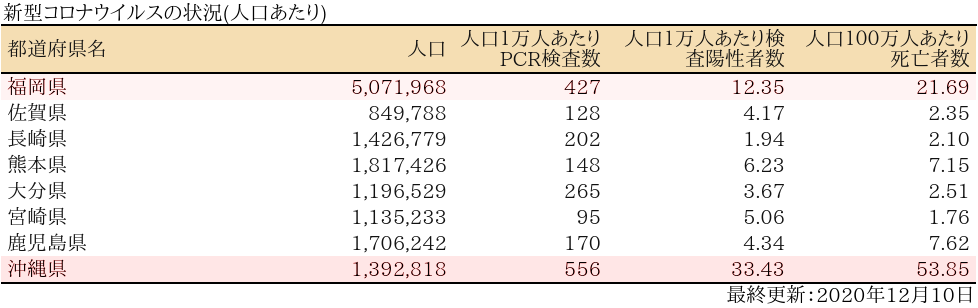 新型コロナウイルスの状況(人口あたり)
都道府県名 人口 人口1万人あたりPCR検査数 人口1万人あたり検査陽性者数 人口100万人あたり死亡者数
福岡県 5,071,968 427 12.35 21.69
佐賀県 849,788 128 4.17 2.35
長崎県 1,426,779 202 1.94 2.10
熊本県 1,817,426 148 6.23 7.15
大分県 1,196,529 265 3.67 2.51
宮崎県 1,135,233 95 5.06 1.76
鹿児島県 1,706,242 170 4.34 7.62
沖縄県 1,392,818 556 33.43 53.85
最終更新：2020年12月10日